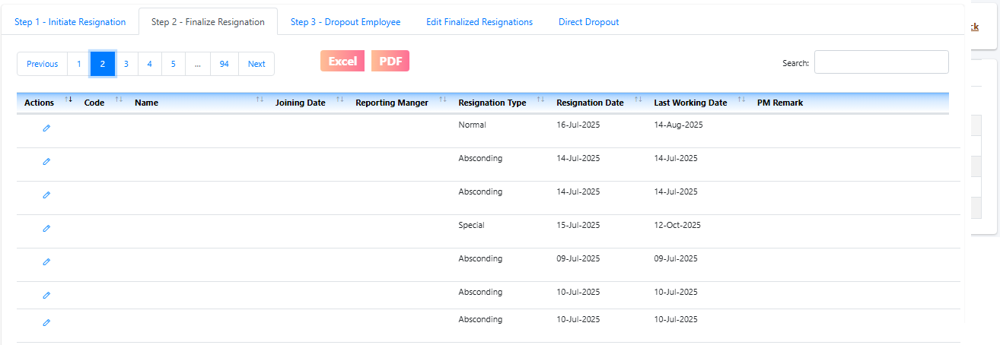 Step 1 - Initiate Resignation Step 2 - Finalize Resignation Step 3 - Dropout Employee Edit Finalized Resignations Direct Dropout
ck
Previous 1 2 3 4 5 ... 94 Next Excel PDF Search:
Actions Code Name Joining Date Reporting Manger Resignation Type Resignation Date Last Working Date PM Remark
Normal 16-Jul-2025 14-Aug-2025
Absconding 14-Jul-2025 14-Jul-2025
Absconding 14-Jul-2025 14-Jul-2025
Special 15-Jul-2025 12-Oct-2025
Absconding 09-Jul-2025 09-Jul-2025
Absconding 10-Jul-2025 10-Jul-2025
Absconding 10-Jul-2025 10-Jul-2025